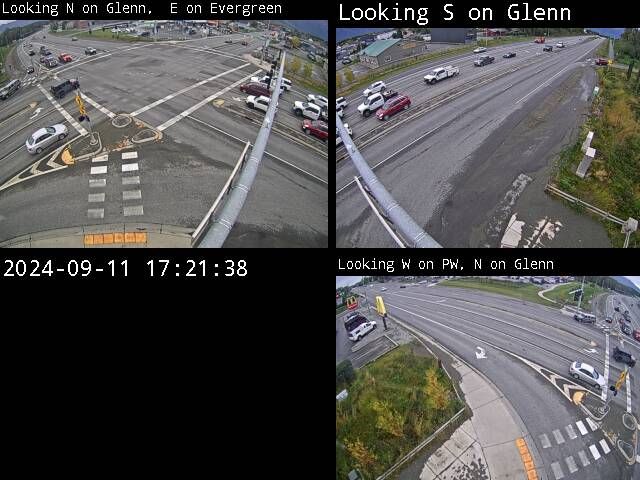 Looking N on Glenn,  E on Evergreen
Looking S on Glenn
2024-09-11 17:21:38
Looking W on PW, N on Glenn